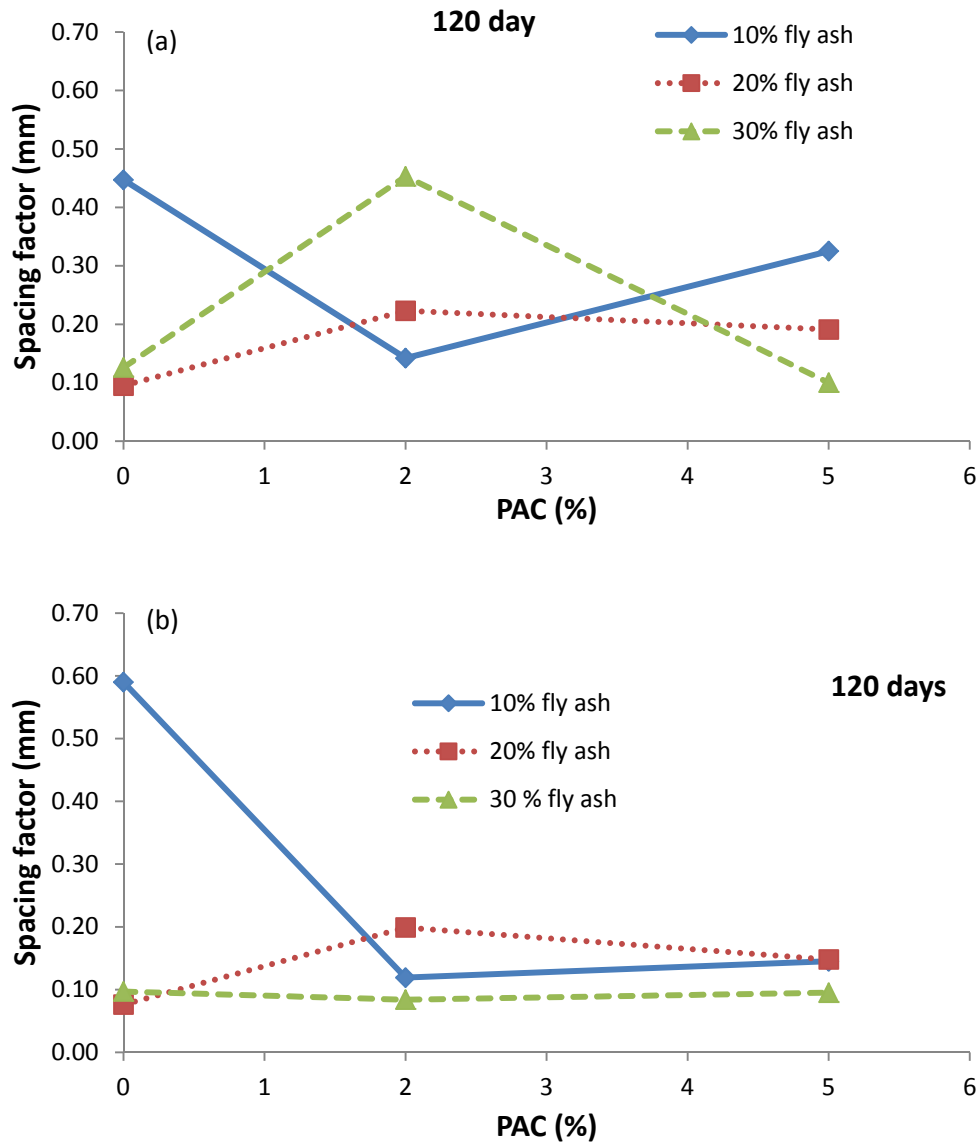 120 day
(a)
10% fly ash
20% fly ash
30% fly ash
Spacing factor (mm)
0.70
0.60
0.50
0.40
0.30
0.20
0.10
0.00
0 1 2 3 4 5 6
PAC (%)
(b)
120 days
10% fly ash
20% fly ash
30 % fly ash
Spacing factor (mm)
0.70
0.60
0.50
0.40
0.30
0.20
0.10
0.00
0 1 2 3 4 5 6
PAC (%)